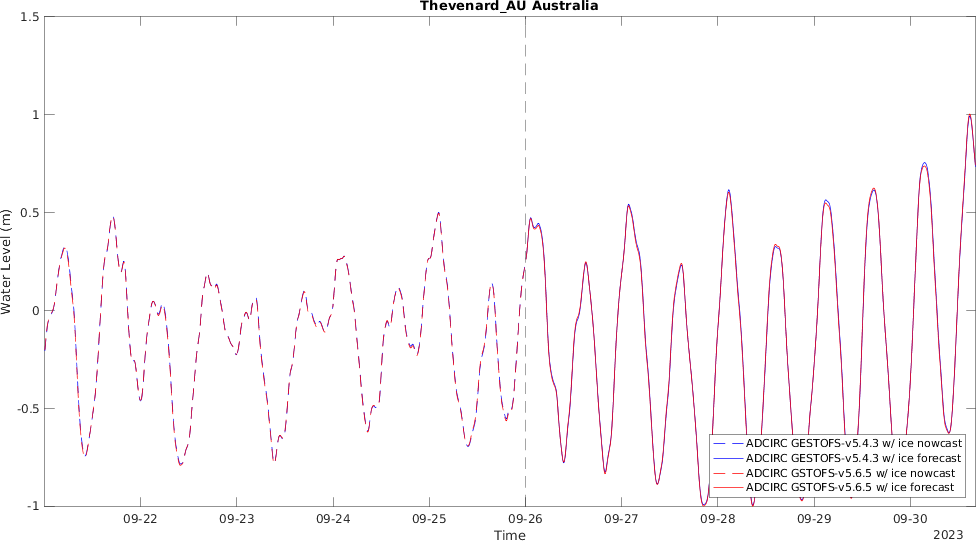 Thevenard_AU Australia
1.5
1
0.5
0
-0.5
-1
Water Level (m)
09-22 09-23 09-24 09-25 09-26 09-27 09-28 09-29 09-30
Time
2023
ADCIRC GESTOFS-v5.4.3 w/ ice nowcast
ADCIRC GESTOFS-v5.4.3 w/ ice forecast
ADCIRC GSTOFS-v5.6.5 w/ ice nowcast
ADCIRC GSTOFS-v5.6.5 w/ ice forecast